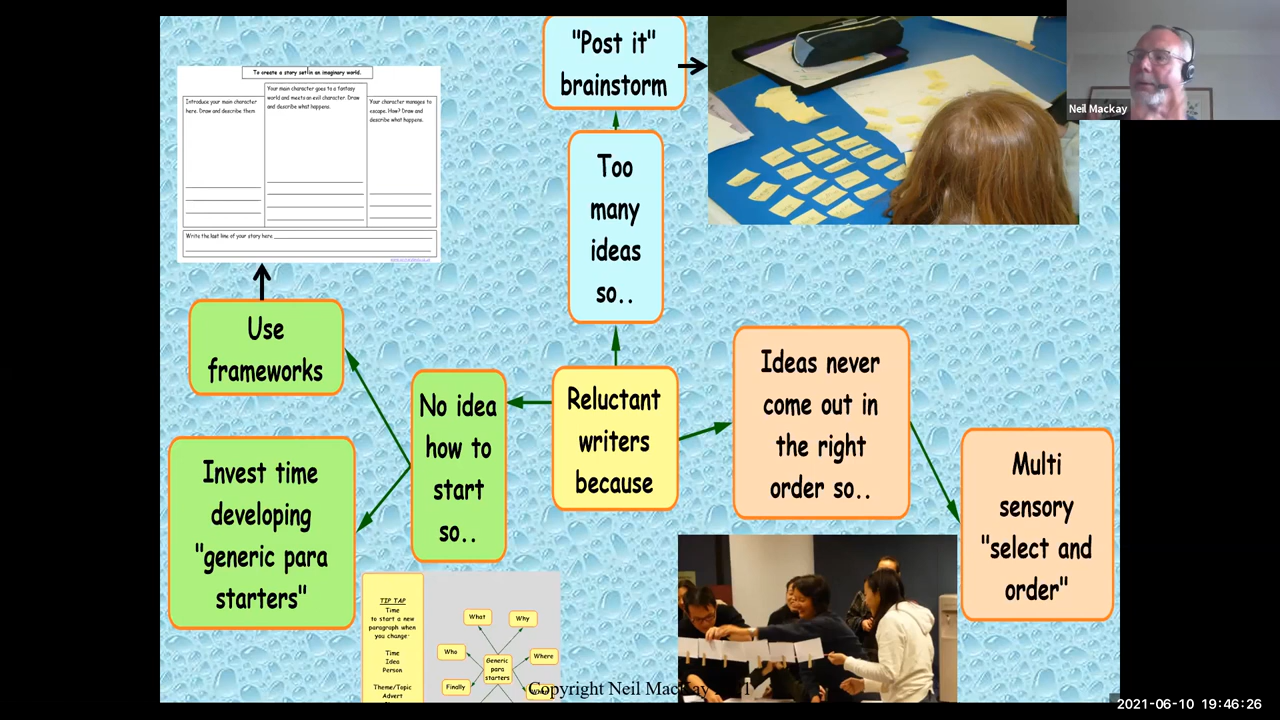 "Post it"
brainstorm
Neil Mackay
To create a story set in an imaginary world.
Introduce your main character
here. Draw and describe them.
Your main character goes to a fantasy
world and meets an evil character. Draw
and describe what happens.
Your character manages to
escape. How? Draw and
describe what happens.
Write the last line of your story here
Too
many
ideas
so..
Use
frameworks
No idea
how to
start
so..
Reluctant
writers
because
Ideas never
come out in
the right
order so..
Invest time
developing
"generic para
starters"
Multi
sensory
"select and
order"
TIP TAP
Time
to start a new
paragraph when
you change:
Time
Idea
Person
Theme/Topic
Advert
What
Why
Who
Generic
para
starters
Where
Finally
Copyright Neil MacKay
2021-06-10 19:46:26